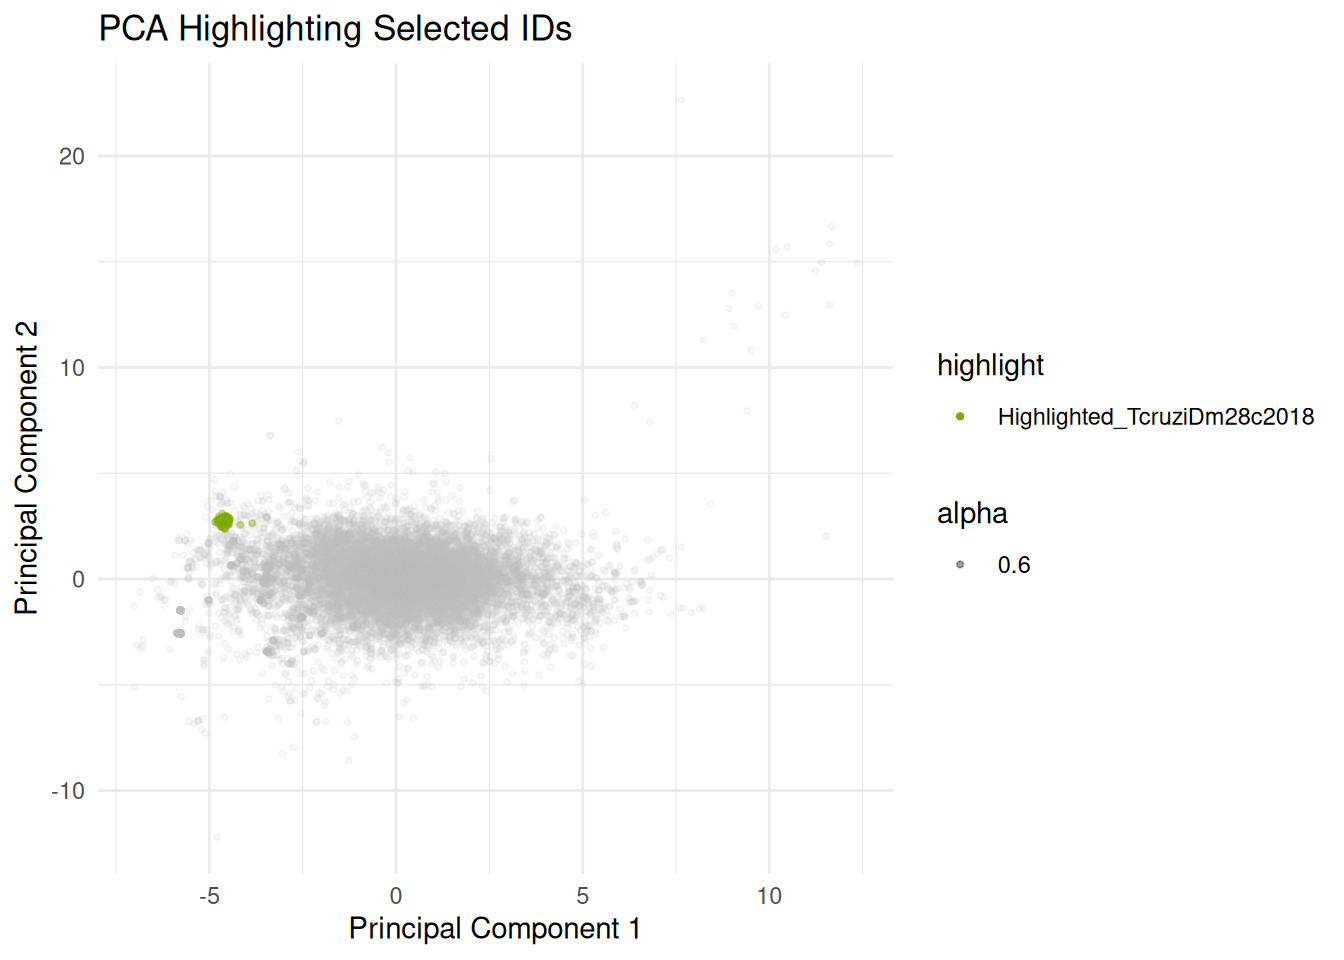 PCA Highlighting Selected IDs
Principal Component 2
20
10
0
-10
-5
0
5
10
Principal Component 1
highlight
Highlighted_TcruziDm28c2018
alpha
0.6